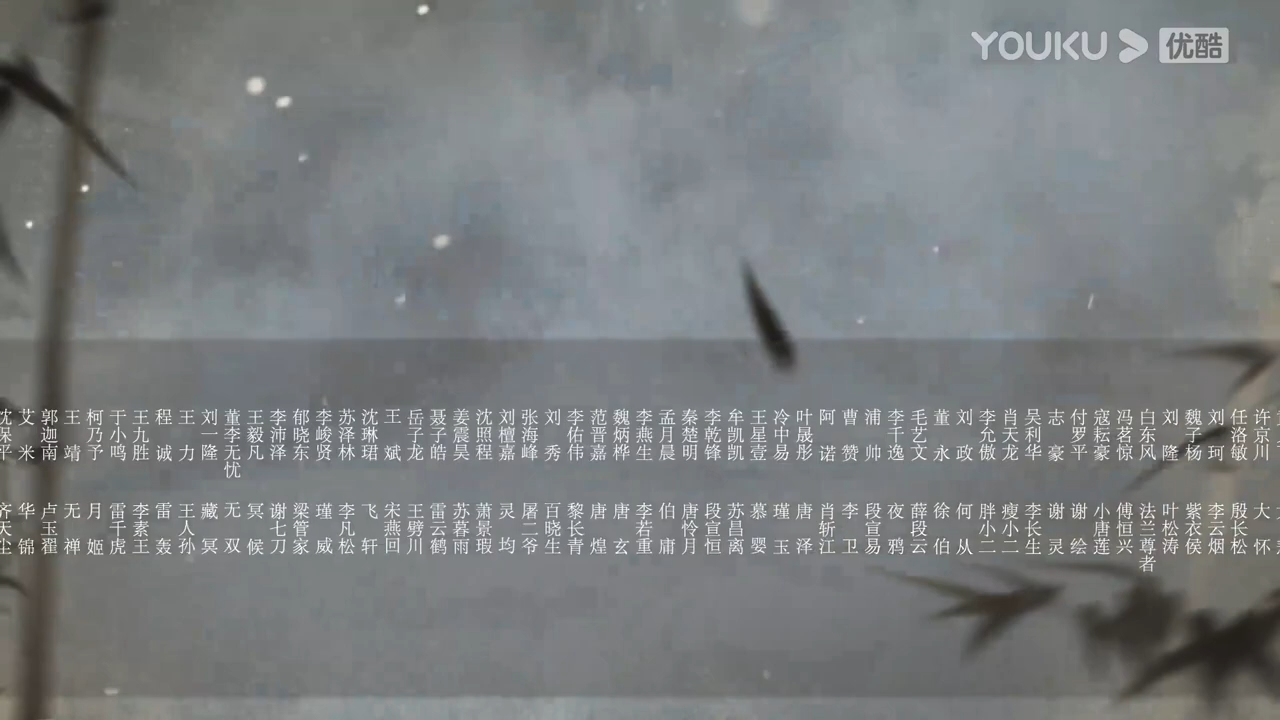 YOUKU 优酷
许京川
任洛敏
刘珂
魏子杨
刘隆
白东风
冯茗惊
寇耘豪
付罗平
志豪
吴利华
肖天龙
李允傲
刘政
董永
毛艺文
李千逸
浦帅
曹赞
阿诺
叶晟彤
冷中易
王星壹
牟凯凯
李乾锋
秦楚明
孟月晨
李燕生
魏炳桦
范晋嘉
李佑伟
刘秀
张海峰
刘檀嘉
沈照程
姜震昊
聂子皓
岳子龙
王斌
沈琳珺
苏泽林
李峻贤
郁晓东
李沛泽
王毅凡
董李无忧
刘一隆
王力
程诚
王九胜
于小鸣
柯乃予
王靖
郭迦南
艾米
沈保平
大怀
殷长松
李云烟
紫衣侯
叶松涛
法兰尊者
傅恒兴
小唐莲
谢绘
谢灵
李长生
瘦小二
胖小二
何从
徐伯
薛段云
夜鸦
段宣易
李卫
肖斩江
唐泽
瑾玉
慕婴
苏昌离
段宣恒
唐怜月
伯庸
李若重
唐玄
唐煌
黎长青
百晓生
屠二爷
灵均
萧景瑕
苏暮雨
雷云鹤
王劈川
宋燕回
飞轩
李凡松
瑾威
梁管家
谢七刀
冥候
无双
藏冥
王人孙
雷轰
李素王
雷千虎
月姬
无禅
卢玉翟
华锦
齐天尘